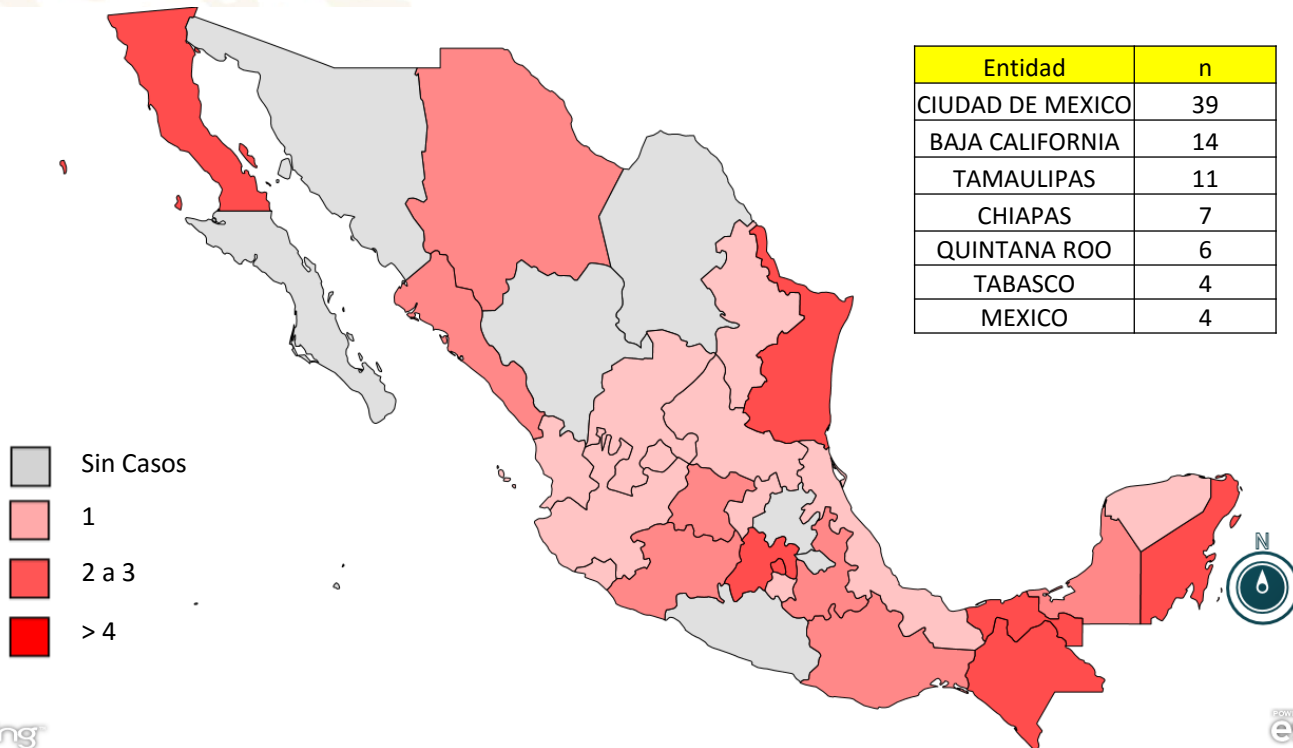 Entidad n
CIUDAD DE MEXICO 39
BAJA CALIFORNIA 14
TAMAULIPAS 11
CHIAPAS 7
QUINTANA ROO 6
TABASCO 4
MEXICO 4
Sin Casos
1
2 a 3
> 4
N